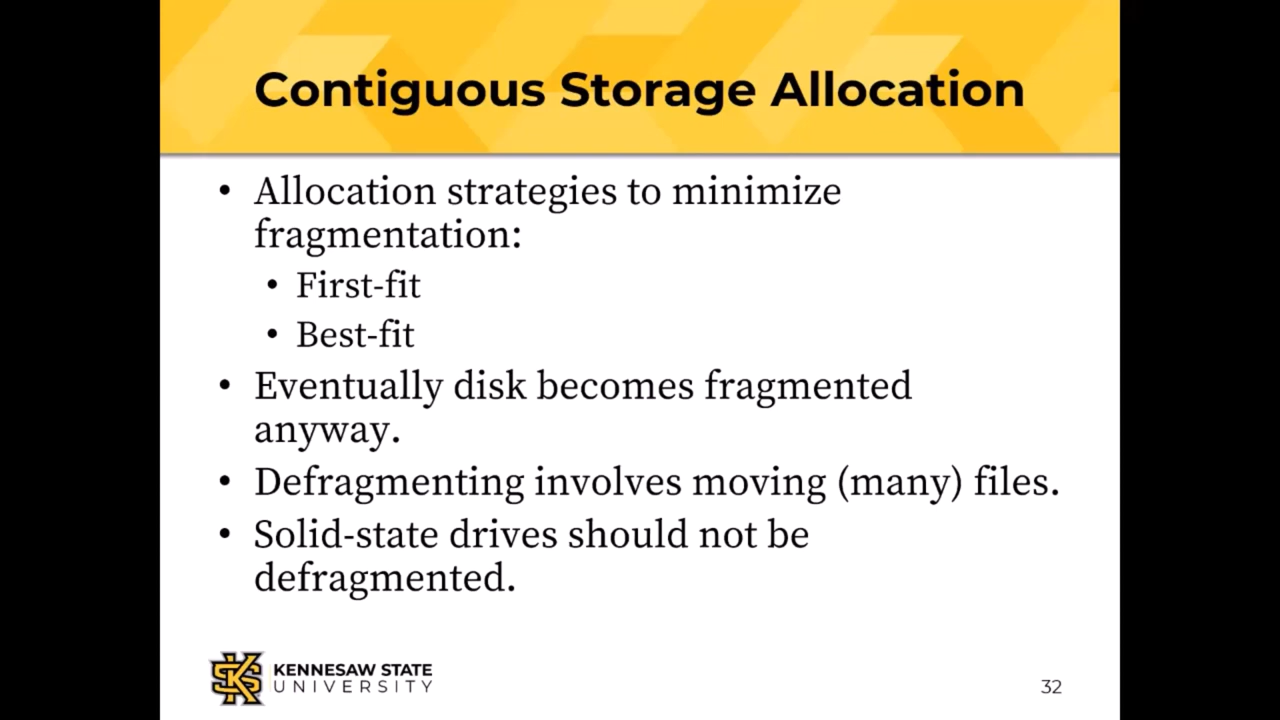 Contiguous Storage Allocation
• Allocation strategies to minimize
fragmentation:
• First-fit
• Best-fit
• Eventually disk becomes fragmented
anyway.
• Defragmenting involves moving (many) files.
• Solid-state drives should not be
defragmented.
KS
KENNESAW STATE
UNIVERSITY
32